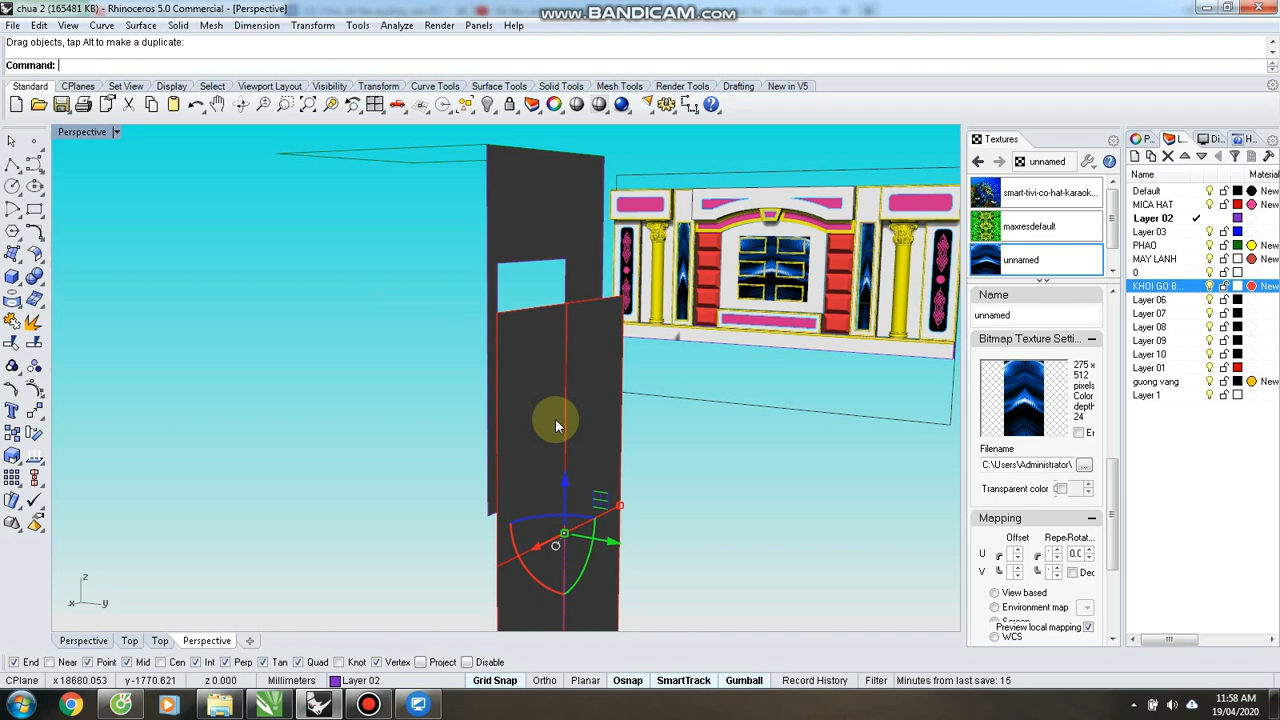 chua 2 (165481 KB) - Rhinoceros 5.0 Commercial - [Perspective]
www.BANDICAM.com
File Edit View Curve Surface Solid Mesh Dimension Transform Tools Analyze Render Panels Help
Drag objects, tap Alt to make a duplicate:
Command:
Standard CPlanes Set View Display Select Viewport Layout Visibility Transform Curve Tools Surface Tools Solid Tools Mesh Tools Render Tools Drafting New in V5
Perspective
Textures
unnamed
smart-tivi-co-hat-karaok...
maxresdefault
unnamed
Name
unnamed
Bitmap Texture Setti...
275 x
512
pixels
Color
depth
24
Filename
C:\Users\Administrator\
Transparent color
Mapping
Offset
U
V
View based
Environment map
Preview local mapping
WCS
P... L... Di... H...
Name Material
Default New
MICA HAT New
Layer 02
Layer 03
PHAO New
MAY LANH New
0
KHOI GO B... New
Layer 06
Layer 07
Layer 08
Layer 09
Layer 10
Layer 01
guong vang New
Layer 1
z
x y
Perspective Top Top Perspective
End Near Point Mid Cen Int Perp Tan Quad Knot Vertex Project Disable
CPlane x 18680.053 y -1770.621 z 0.000 Millimeters Layer 02 Grid Snap Ortho Planar Osnap SmartTrack Gumball Record History Filter Minutes from last save: 15
11:58 AM
19/04/2020